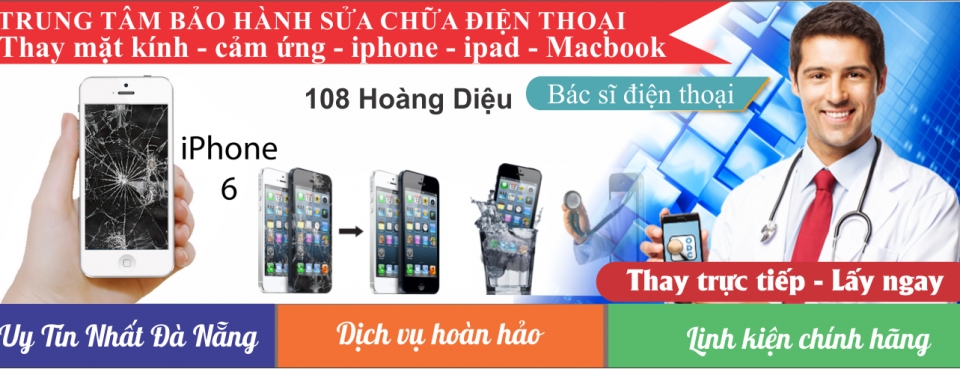 TRUNG TÂM BẢO HÀNH SỬA CHỮA ĐIỆN THOẠI
Thay mặt kính - cảm ứng - iphone - ipad - Macbook
108 Hoàng Diệu
Bác sĩ điện thoại
iPhone
6
Thay trực tiếp - Lấy ngay
Uy Tín Nhất Đà Nẵng
Dịch vụ hoàn hảo
Linh kiện chính hãng